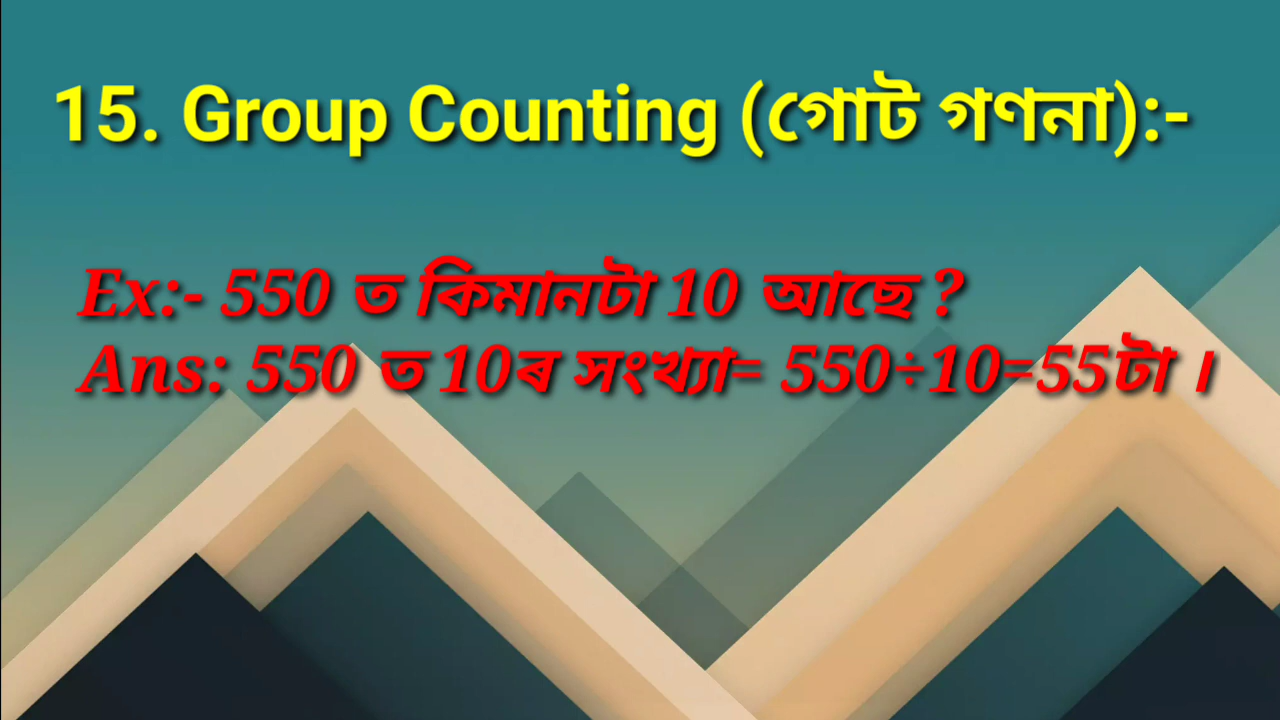 15. Group Counting (গোট গণনা):-
Ex:- 550 ত কিমানটা 10 আছে ?
Ans: 550 ত 10ৰ সংখ্যা= 550÷10=55টা ।